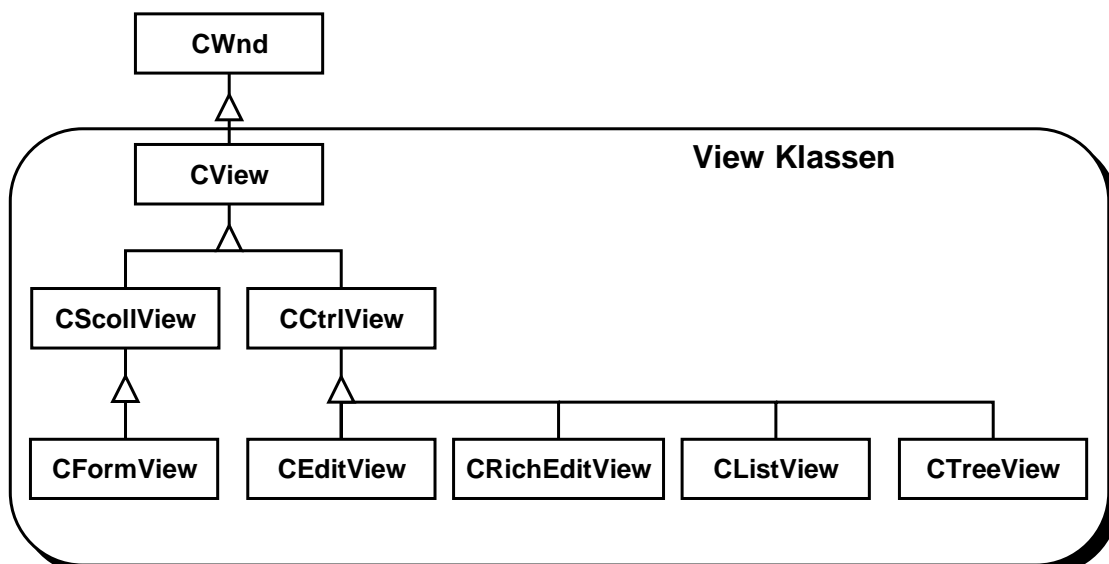 CWnd
View Klassen
CView
CScollView
CCtrlView
CFormView
CEditView
CRichEditView
CListView
CTreeView